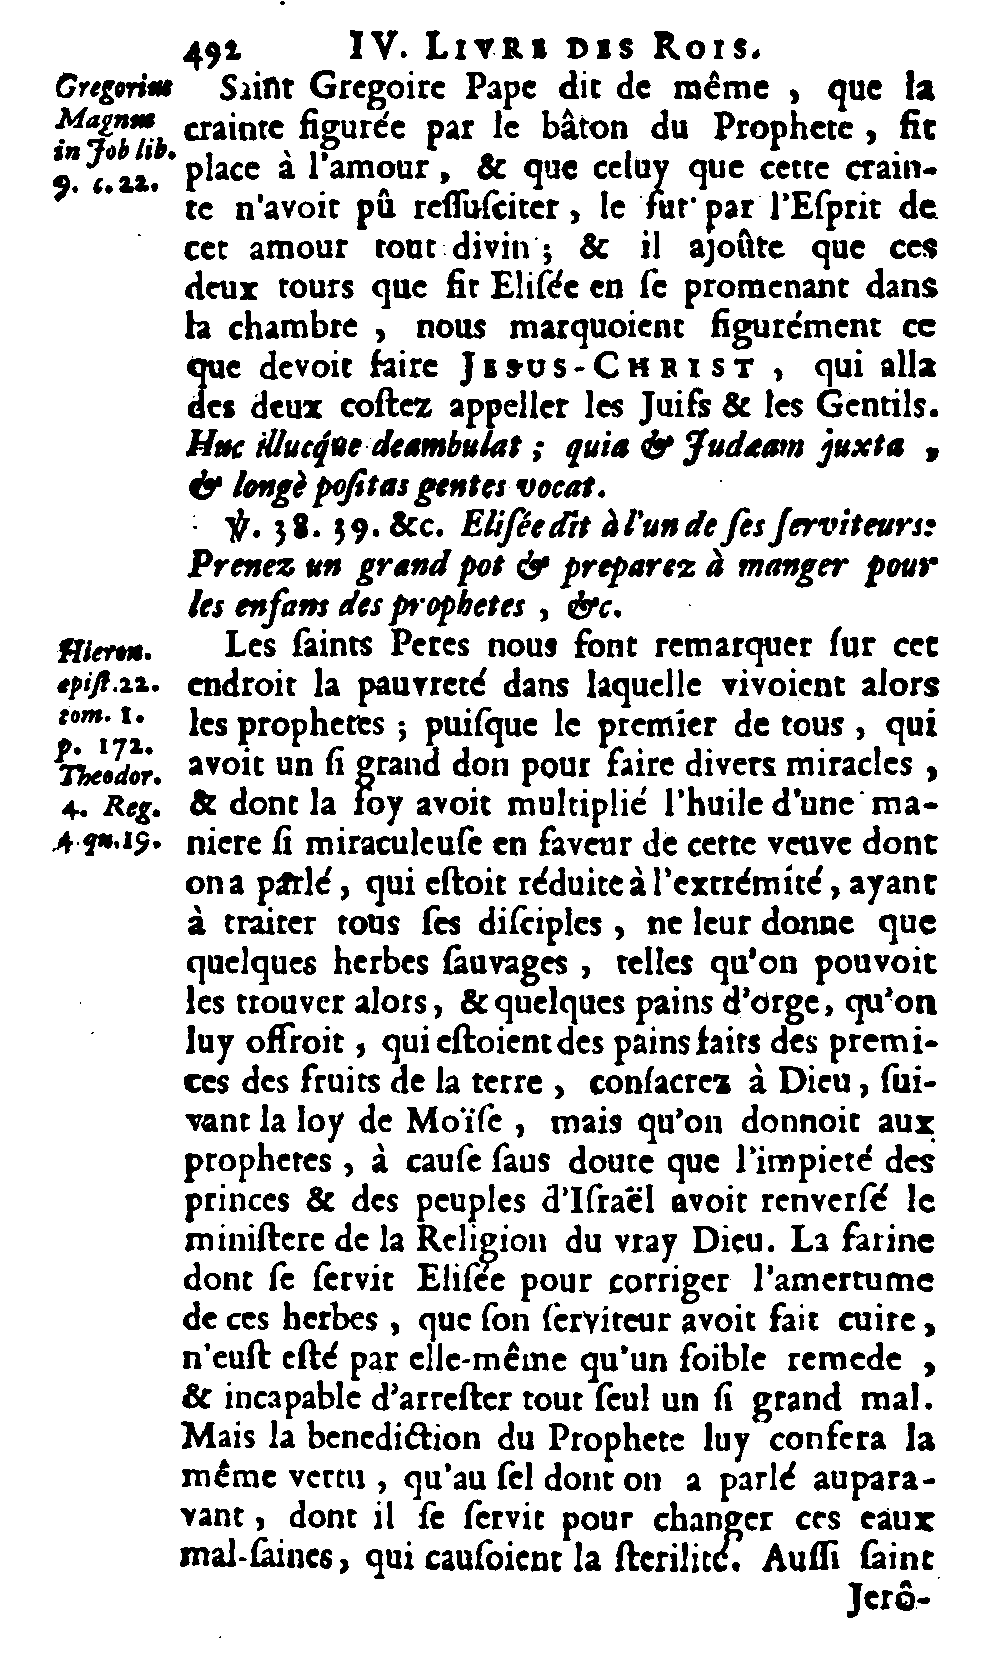 492 IV. LIVRE DES ROIS.
Gregorius
Magnus
in Job lib.
9. c. 22.
Saint Gregoire Pape dit de même , que la
crainte figurée par le bâton du Prophete , fit
place à l'amour , & que celuy que cette crain-
te n'avoit pû reſſuſciter , le fut par l'Eſprit de
cet amour tout divin ; & il ajoûte que ces
deux tours que fit Eliſée en ſe promenant dans
la chambre , nous marquoient figurément ce
que devoit faire JESUS-CHRIST , qui alla
des deux coſtez appeller les Juifs & les Gentils.
Huc illucque deambulat ; quia & Judæam juxta ,
& longè poſitas gentes vocat.
℣. 38. 39. &c. Eliſée dit à l'un de ſes ſerviteurs:
Prenez un grand pot & preparez à manger pour
les enfans des prophetes , &c.
Hieron.
epiſt. 22.
tom. 1.
p. 172.
Theodor.
4. Reg.
qu. 19.
Les ſaints Peres nous font remarquer ſur cet
endroit la pauvreté dans laquelle vivoient alors
les prophetes ; puiſque le premier de tous , qui
avoit un ſi grand don pour faire divers miracles ,
& dont la foy avoit multiplié l'huile d'une ma-
niere ſi miraculeuſe en faveur de cette veuve dont
on a parlé , qui eſtoit réduite à l'extrémité , ayant
à traiter tous ſes diſciples , ne leur donne que
quelques herbes ſauvages , telles qu'on pouvoit
les trouver alors , & quelques pains d'orge, qu'on
luy offroit , qui eſtoient des pains faits des premi-
ces des fruits de la terre , conſacrez à Dieu , ſui-
vant la loy de Moïſe , mais qu'on donnoit aux
prophetes , à cauſe ſaus doute que l'impieté des
princes & des peuples d'Iſraël avoit renverſé le
miniſtere de la Religion du vray Dieu. La farine
dont ſe ſervit Eliſée pour corriger l'amertume
de ces herbes , que ſon ſerviteur avoit fait cuire ,
n'euſt eſté par elle-même qu'un foible remede ,
& incapable d'arreſter tout ſeul un ſi grand mal.
Mais la benediction du Prophete luy confera la
même vertu , qu'au ſel dont on a parlé aupara-
vant , dont il ſe ſervit pour changer ces eaux
mal-ſaines, qui cauſoient la ſterilité. Auſſi ſaint
Jerô-